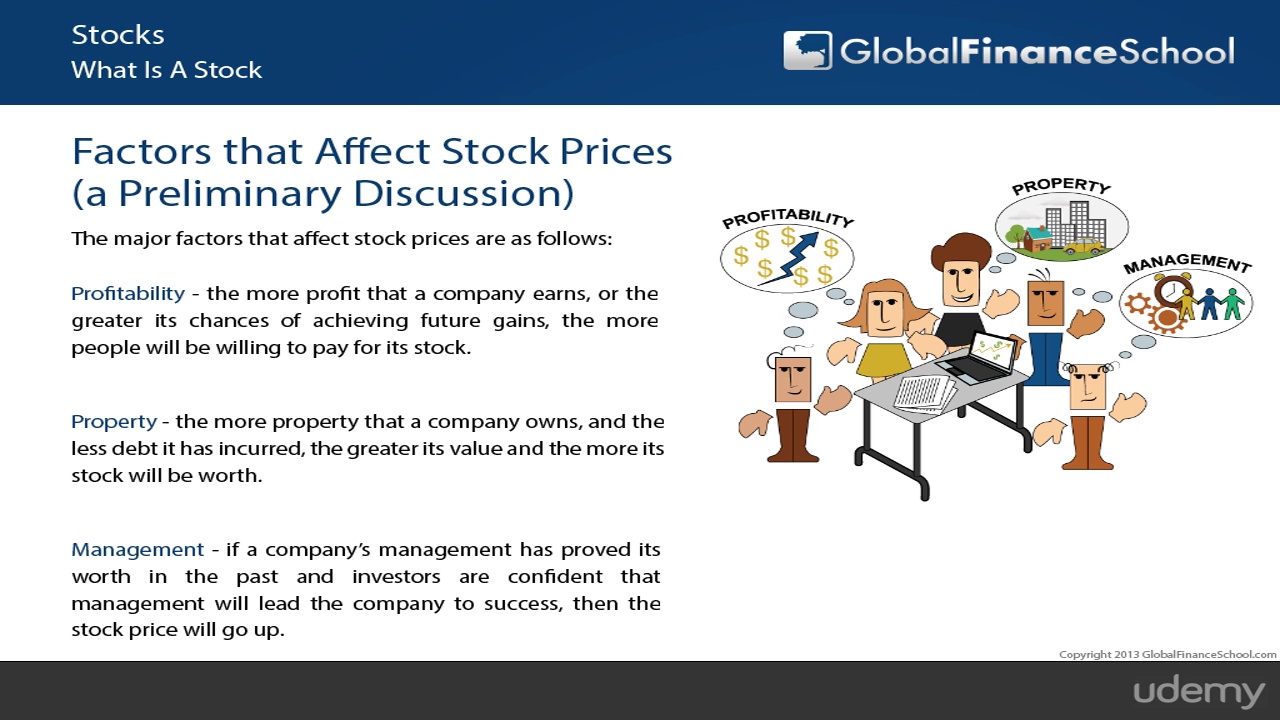 Stocks
What Is A Stock
GlobalFinanceSchool
Factors that Affect Stock Prices
(a Preliminary Discussion)
The major factors that affect stock prices are as follows:
Profitability - the more profit that a company earns, or the
greater its chances of achieving future gains, the more
people will be willing to pay for its stock.
Property - the more property that a company owns, and the
less debt it has incurred, the greater its value and the more its
stock will be worth.
Management - if a company's management has proved its
worth in the past and investors are confident that
management will lead the company to success, then the
stock price will go up.
PROFITABILITY
$ $ $ $ $ $ $
PROPERTY
MANAGEMENT
Copyright 2013 GlobalFinanceSchool.com
udemy